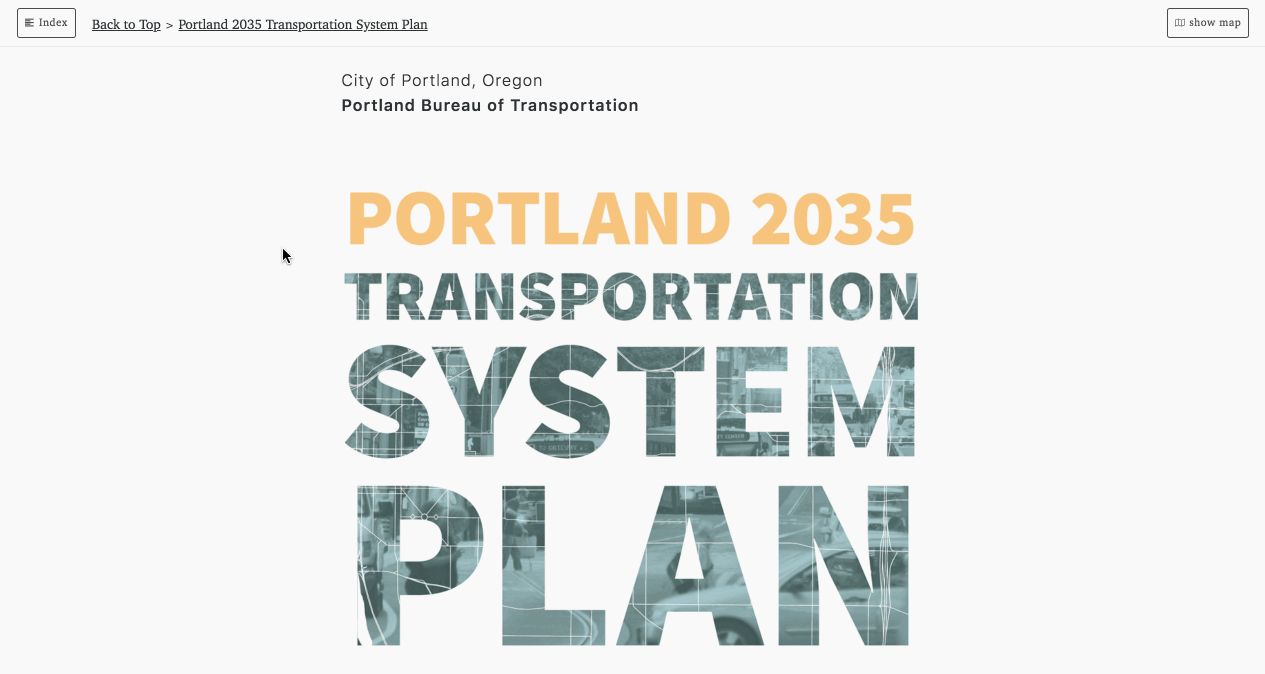 Index
Back to Top > Portland 2035 Transportation System Plan
show map
City of Portland, Oregon
Portland Bureau of Transportation
PORTLAND 2035
TRANSPORTATION
SYSTEM
PLAN